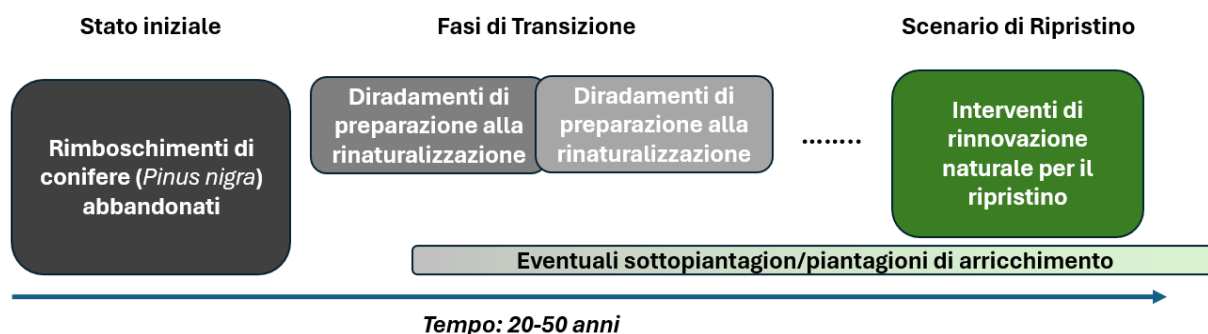 Stato iniziale
Fasi di Transizione
Scenario di Ripristino
Rimboschimenti di
conifere (Pinus nigra)
abbandonati
Diradamenti di
preparazione alla
rinaturalizzazione
Diradamenti di
preparazione alla
rinaturalizzazione
........
Interventi di
rinnovazione
naturale per il
ripristino
Eventuali sottopiantagion/piantagioni di arricchimento
Tempo: 20-50 anni